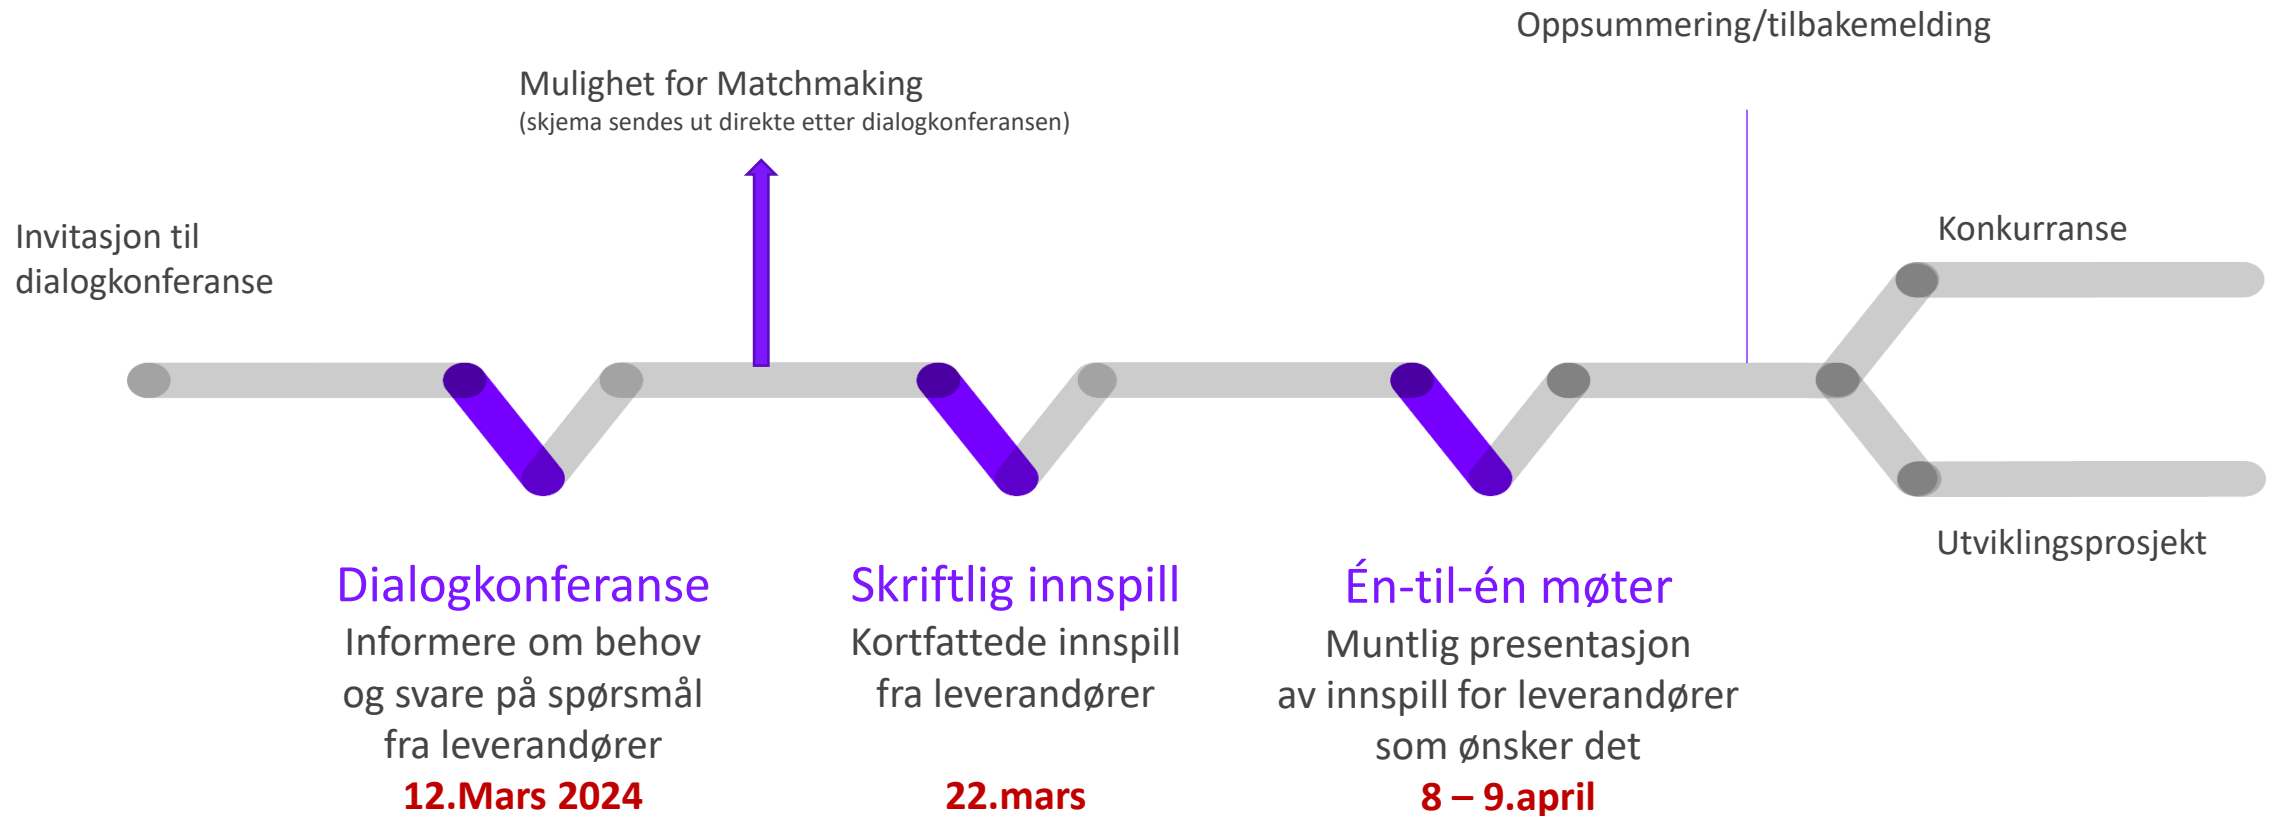 Oppsummering/tilbakemelding
Mulighet for Matchmaking
(skjema sendes ut direkte etter dialogkonferansen)
Invitasjon til
dialogkonferanse
Konkurranse
Utviklingsprosjekt
Dialogkonferanse
Informere om behov
og svare på spørsmål
fra leverandører
12.Mars 2024
Skriftlig innspill
Kortfattede innspill
fra leverandører
22.mars
Én-til-én møter
Muntlig presentasjon
av innspill for leverandører
som ønsker det
8 – 9.april